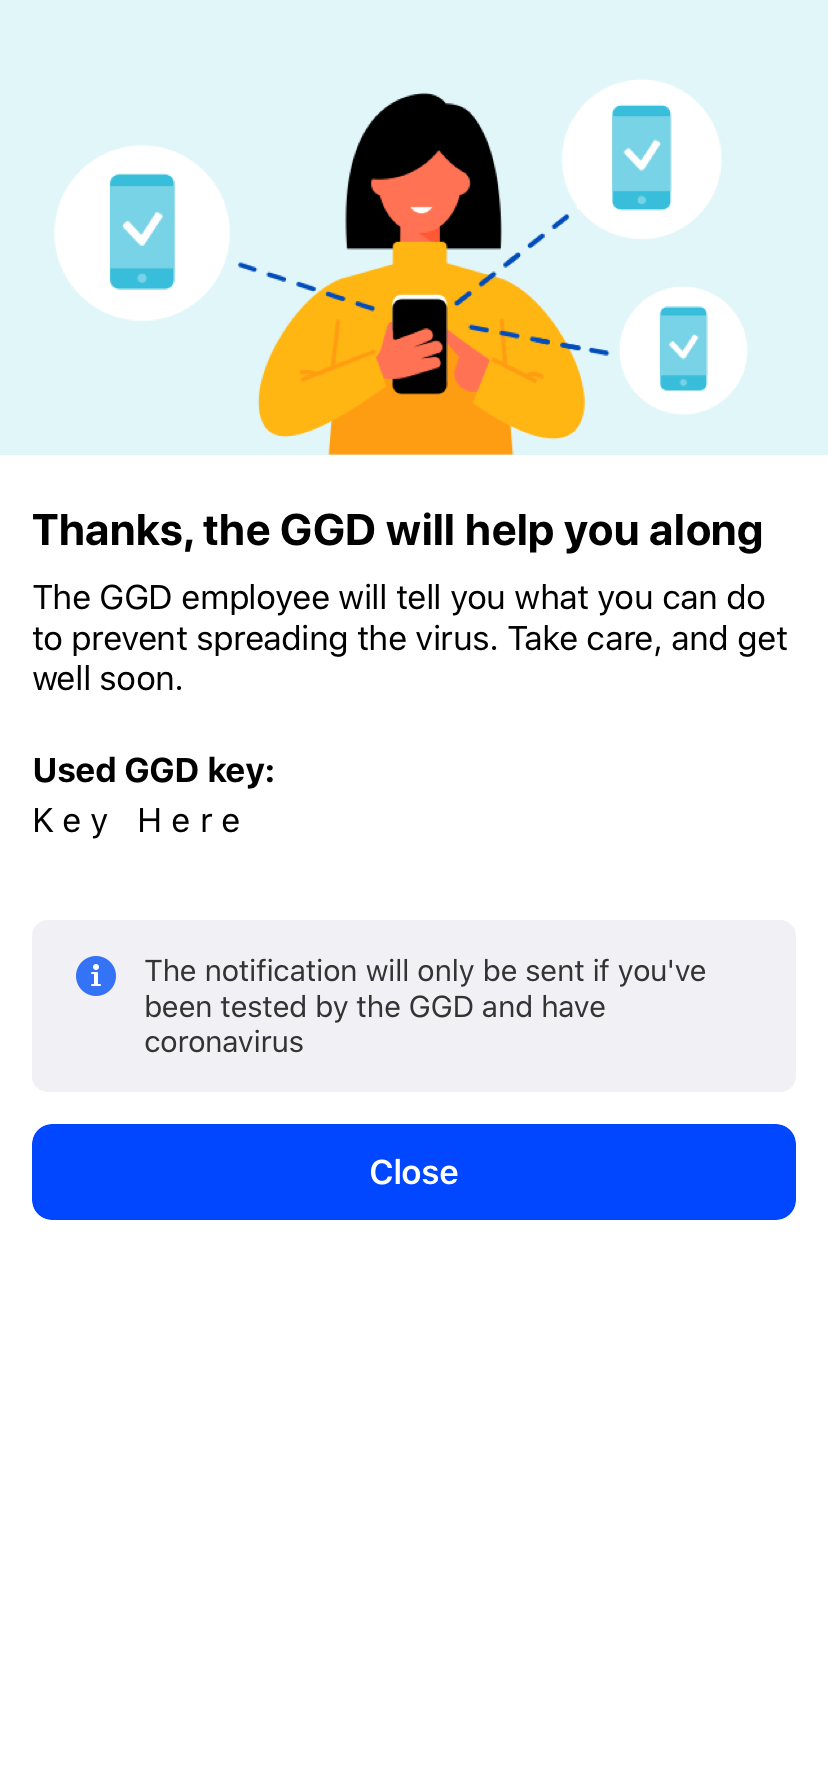 Thanks, the GGD will help you along
The GGD employee will tell you what you can do
to prevent spreading the virus. Take care, and get
well soon.
Used GGD key:
Key Here
The notification will only be sent if you've
been tested by the GGD and have
coronavirus
Close